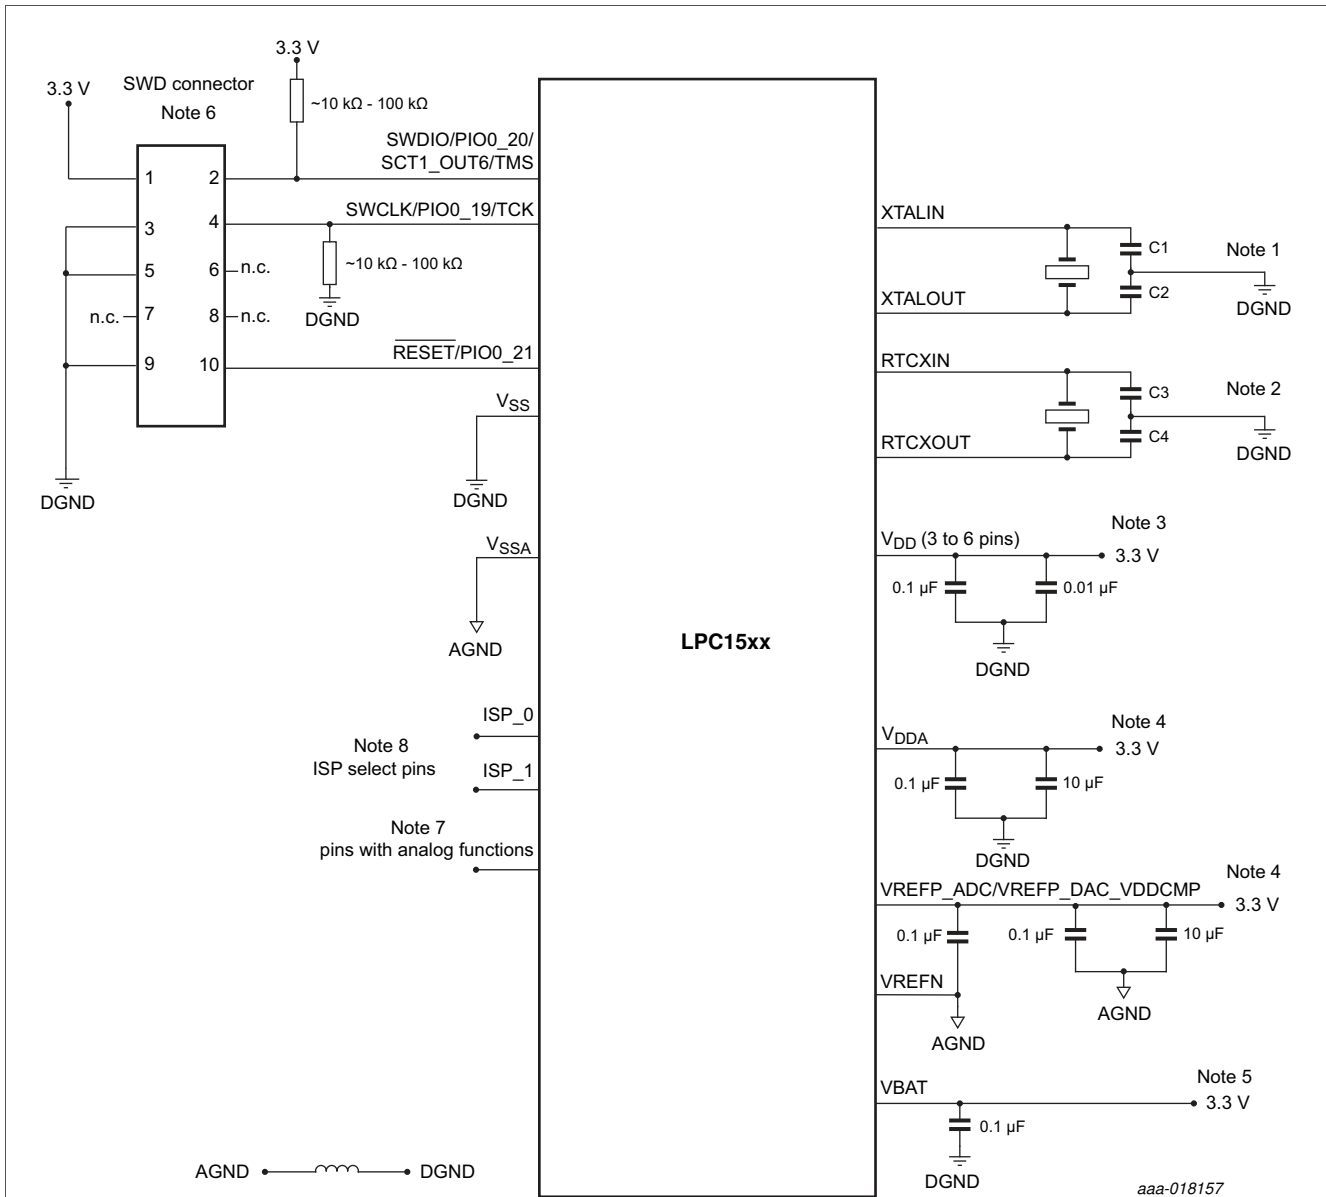 3.3 V
3.3 V
SWD connector
Note 6
~10 kΩ - 100 kΩ
SWDIO/PIO0_20/
SCT1_OUT6/TMS
1 2
SWCLK/PIO0_19/TCK
3 4
~10 kΩ - 100 kΩ
5 6 n.c.
DGND
n.c. 7 8 n.c.
RESET/PIO0_21
9 10
DGND
VSS
DGND
VSSA
AGND
ISP_0
Note 8
ISP select pins
ISP_1
Note 7
pins with analog functions
AGND DGND
LPC15xx
XTALIN
C1
Note 1
C2
XTALOUT
DGND
RTCXIN
C3
Note 2
C4
RTCXOUT
DGND
Note 3
VDD (3 to 6 pins)
3.3 V
0.1 μF 0.01 μF
DGND
Note 4
VDDA
3.3 V
0.1 μF 10 μF
DGND
Note 4
VREFP_ADC/VREFP_DAC_VDDCMP
3.3 V
0.1 μF 0.1 μF 10 μF
VREFN
AGND
AGND
Note 5
VBAT
3.3 V
0.1 μF
DGND
aaa-018157